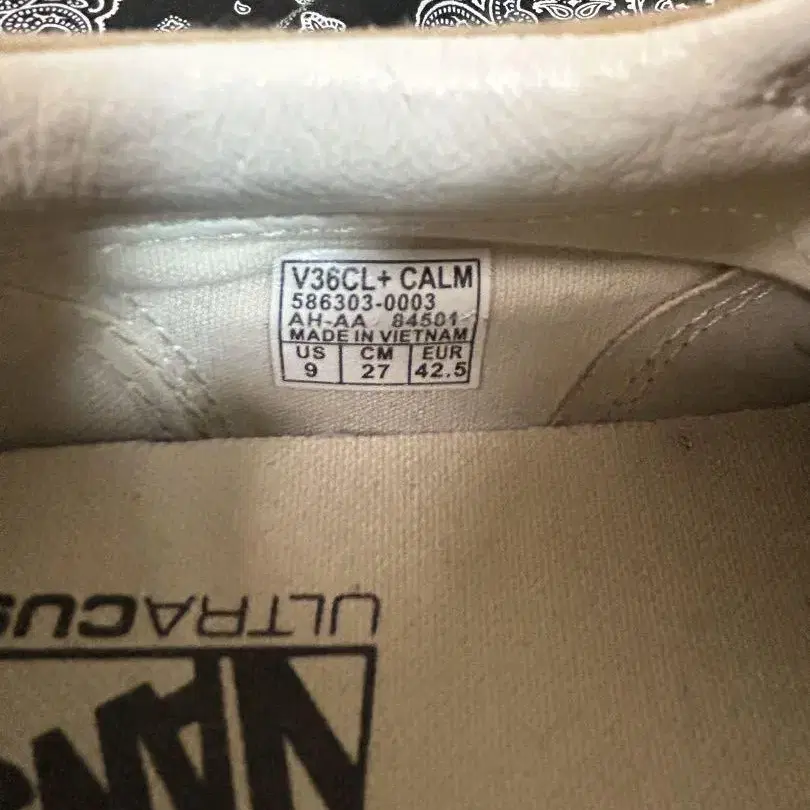 V36CL+ CALM
586303-0003
AH-AA 84501
MADE IN VIETNAM
US CM EUR
9 27 42.5
ULTRACUS
VANS